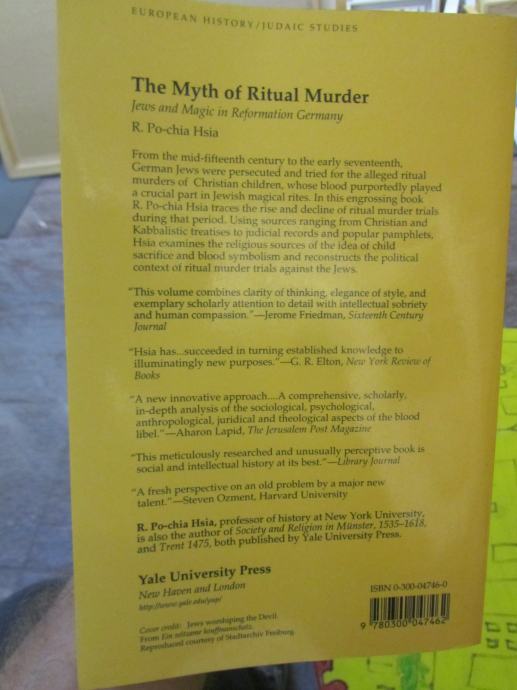 EUROPEAN HISTORY/JUDAIC STUDIES
The Myth of Ritual Murder
Jews and Magic in Reformation Germany
R. Po-chia Hsia
From the mid-fifteenth century to the early seventeenth,
German Jews were persecuted and tried for the alleged ritual
murders of Christian children, whose blood purportedly played
a crucial part in Jewish magical rites. In this engrossing book
R. Po-chia Hsia traces the rise and decline of ritual murder trials
during that period. Using sources ranging from Christian and
Kabbalistic treatises to judicial records and popular pamphlets,
Hsia examines the religious sources of the idea of child
sacrifice and blood symbolism and reconstructs the political
context of ritual murder trials against the Jews.
"This volume combines clarity of thinking, elegance of style, and
exemplary scholarly attention to detail with intellectual sobriety
and human compassion."—Jerome Friedman, Sixteenth Century
Journal
"Hsia has...succeeded in turning established knowledge to
illuminatingly new purposes."—G. R. Elton, New York Review of
Books
"A new innovative approach....A comprehensive, scholarly,
in-depth analysis of the sociological, psychological,
anthropological, juridical and theological aspects of the blood
libel."—Aharon Lapid, The Jerusalem Post Magazine
"This meticulously researched and unusually perceptive book is
social and intellectual history at its best."—Library Journal
"A fresh perspective on an old problem by a major new
talent."—Steven Ozment, Harvard University
R. Po-chia Hsia, professor of history at New York University,
is also the author of Society and Religion in Münster, 1535–1618,
and Trent 1475, both published by Yale University Press.
Yale University Press
New Haven and London
http://www.yale.edu/yup/
Cover credit: Jews worshiping the Devil.
From Ein seltzame kouffmanschatz.
Reproduced courtesy of Stadtarchiv Freiburg.
ISBN 0-300-04746-0
9 780300 047462